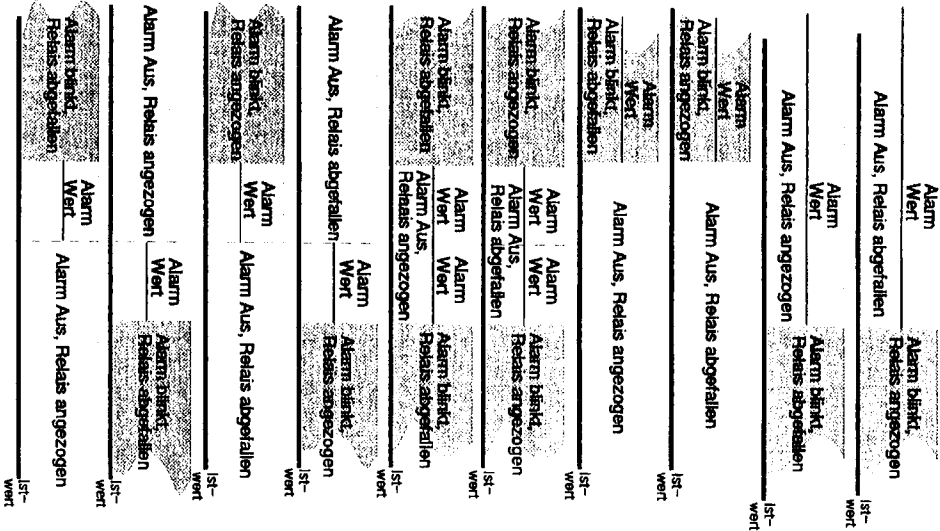 Alarm
Wert
Alarm Aus, Relais abgefallen
Alarm blinkt,
Relais angezogen
Ist-
wert
Alarm
Wert
Alarm Aus, Relais angezogen
Alarm blinkt,
Relais abgefallen
Ist-
wert
Alarm
Wert
Alarm blinkt,
Relais angezogen
Alarm Aus, Relais abgefallen
Ist-
wert
Alarm
Wert
Alarm blinkt,
Relais abgefallen
Alarm Aus, Relais angezogen
Ist-
wert
Alarm blinkt,
Relais angezogen
Alarm
Wert
Alarm
Wert
Alarm Aus,
Relais abgefallen
Alarm blinkt,
Relais angezogen
Ist-
wert
Alarm blinkt,
Relais abgefallen
Alarm
Wert
Alarm
Wert
Alarm Aus,
Relaais angezogen
Alarm blinkt,
Relais abgefallen
Ist-
wert
Alarm Aus, Relais abgefallen
Alarm
Wert
Alarm blinkt,
Relais angezogen
Ist-
wert
Alarm blinkt,
Relais angezogen
Alarm
Wert
Alarm Aus, Relais abgefallen
Ist-
wert
Alarm Aus, Relais angezogen
Alarm
Wert
Alarm blinkt,
Relais abgefallen
Ist-
wert
Alarm blinkt,
Relais abgefallen
Alarm
Wert
Alarm Aus, Relais angezogen
Ist-
wert